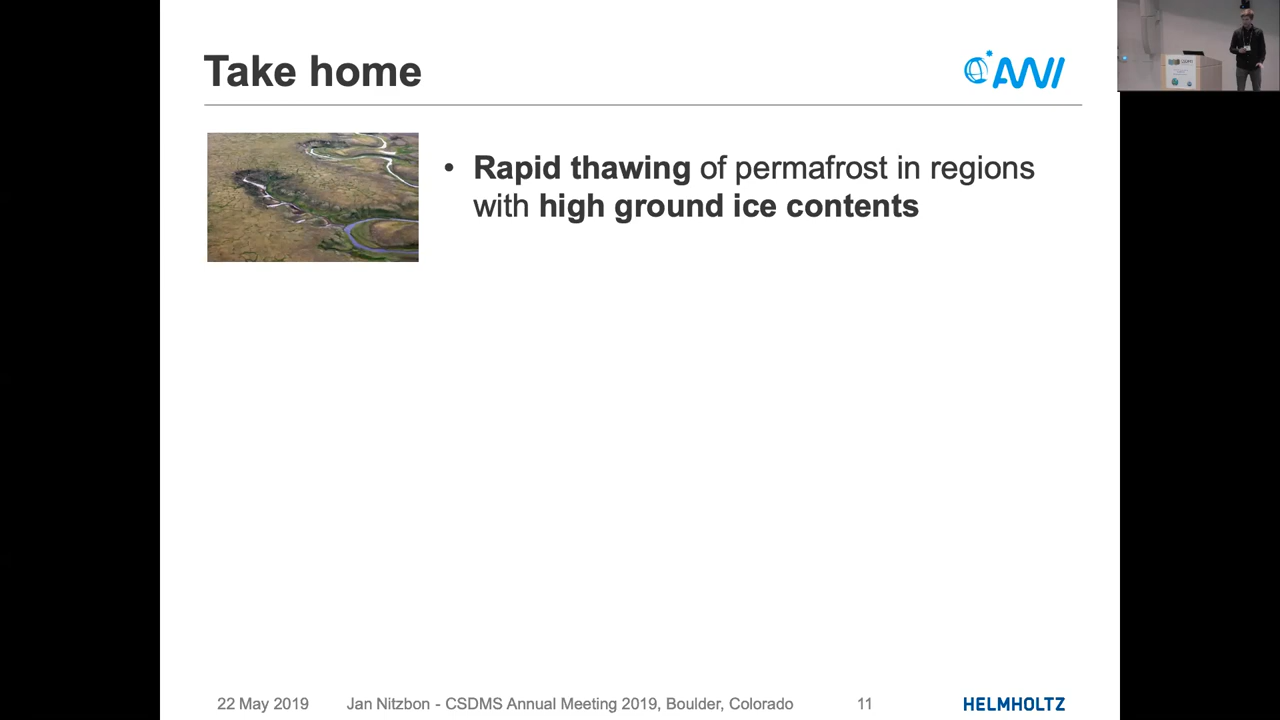 Take home
AWI
• Rapid thawing of permafrost in regions
with high ground ice contents
22 May 2019 Jan Nitzbon - CSDMS Annual Meeting 2019, Boulder, Colorado 11
HELMHOLTZ